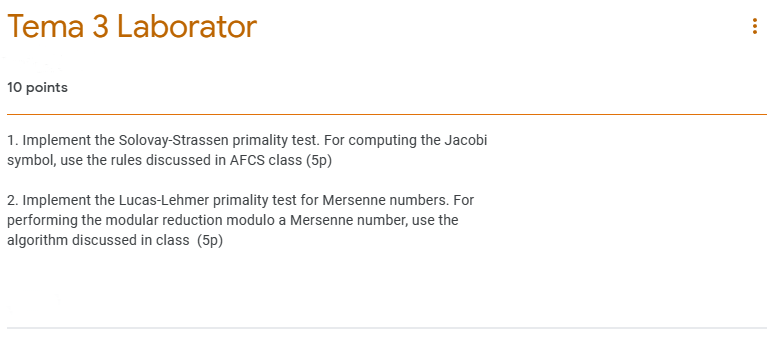 Tema 3 Laborator
10 points
1. Implement the Solovay-Strassen primality test. For computing the Jacobi
symbol, use the rules discussed in AFCS class (5p)
2. Implement the Lucas-Lehmer primality test for Mersenne numbers. For
performing the modular reduction modulo a Mersenne number, use the
algorithm discussed in class  (5p)